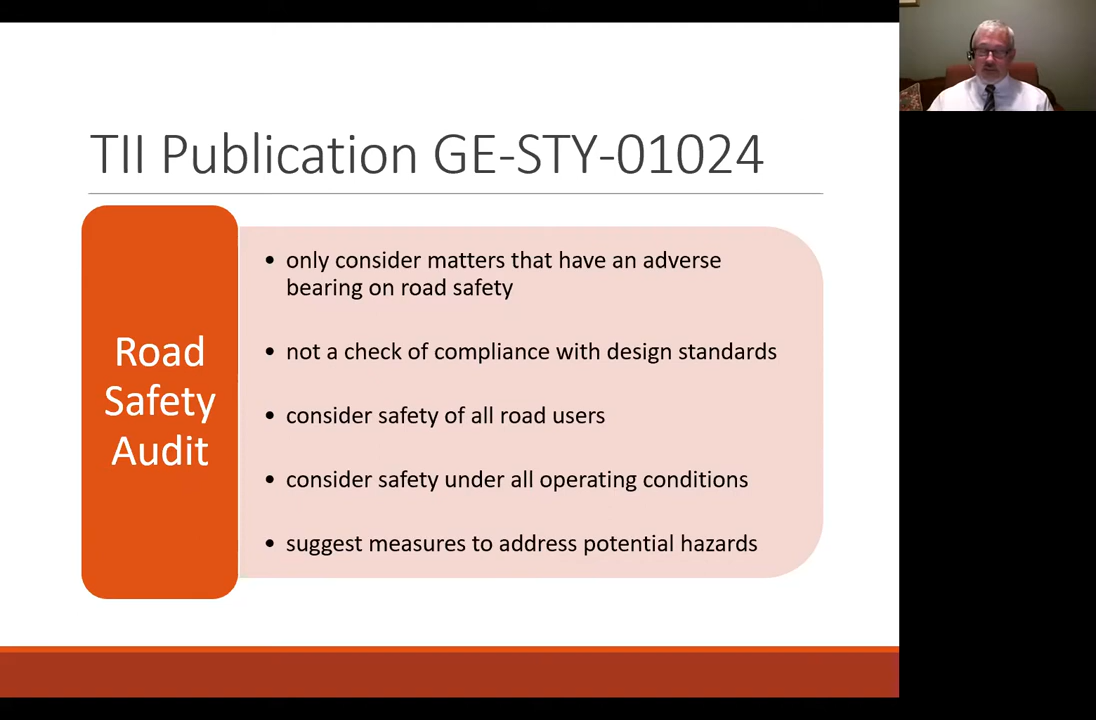 TII Publication GE-STY-01024
Road
Safety
Audit
• only consider matters that have an adverse
bearing on road safety
• not a check of compliance with design standards
• consider safety of all road users
• consider safety under all operating conditions
• suggest measures to address potential hazards